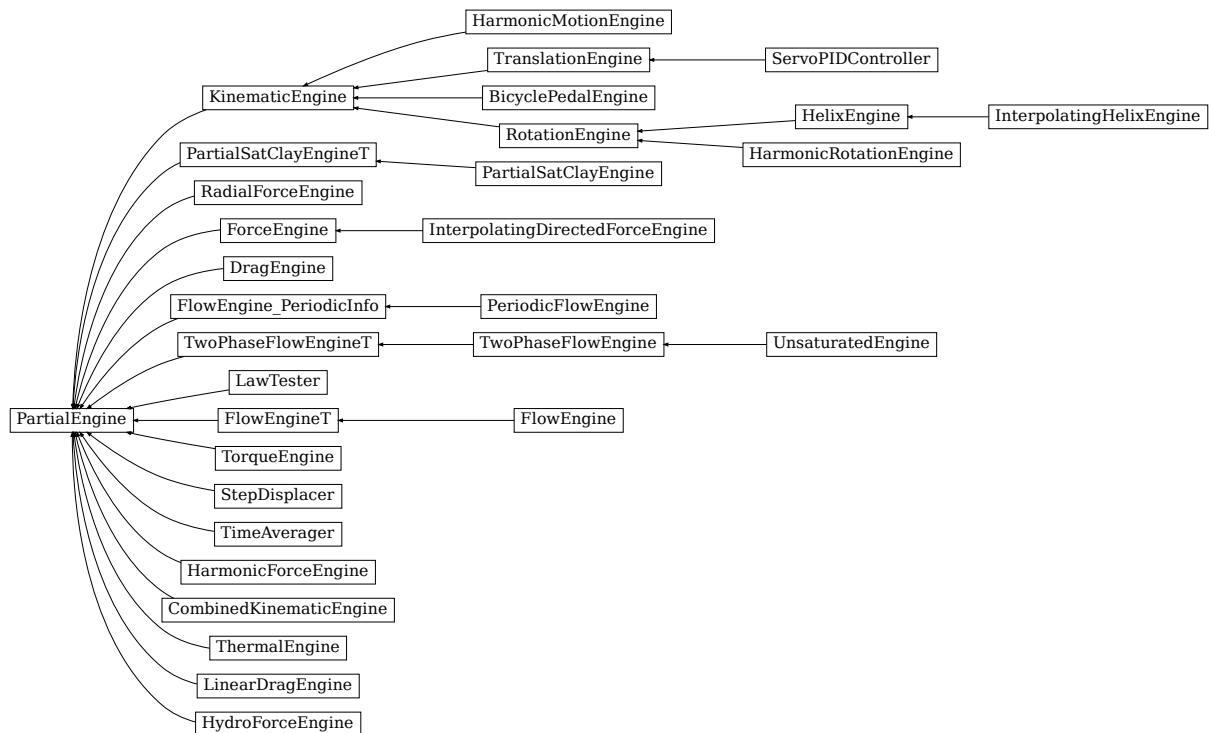 HarmonicMotionEngine
TranslationEngine
ServoPIDController
KinematicEngine
BicyclePedalEngine
HelixEngine
InterpolatingHelixEngine
RotationEngine
PartialSatClayEngineT
HarmonicRotationEngine
PartialSatClayEngine
RadialForceEngine
ForceEngine
InterpolatingDirectedForceEngine
DragEngine
FlowEngine_PeriodicInfo
PeriodicFlowEngine
TwoPhaseFlowEngineT
TwoPhaseFlowEngine
UnsaturatedEngine
LawTester
PartialEngine
FlowEngineT
FlowEngine
TorqueEngine
StepDisplacer
TimeAverager
HarmonicForceEngine
CombinedKinematicEngine
ThermalEngine
LinearDragEngine
HydroForceEngine